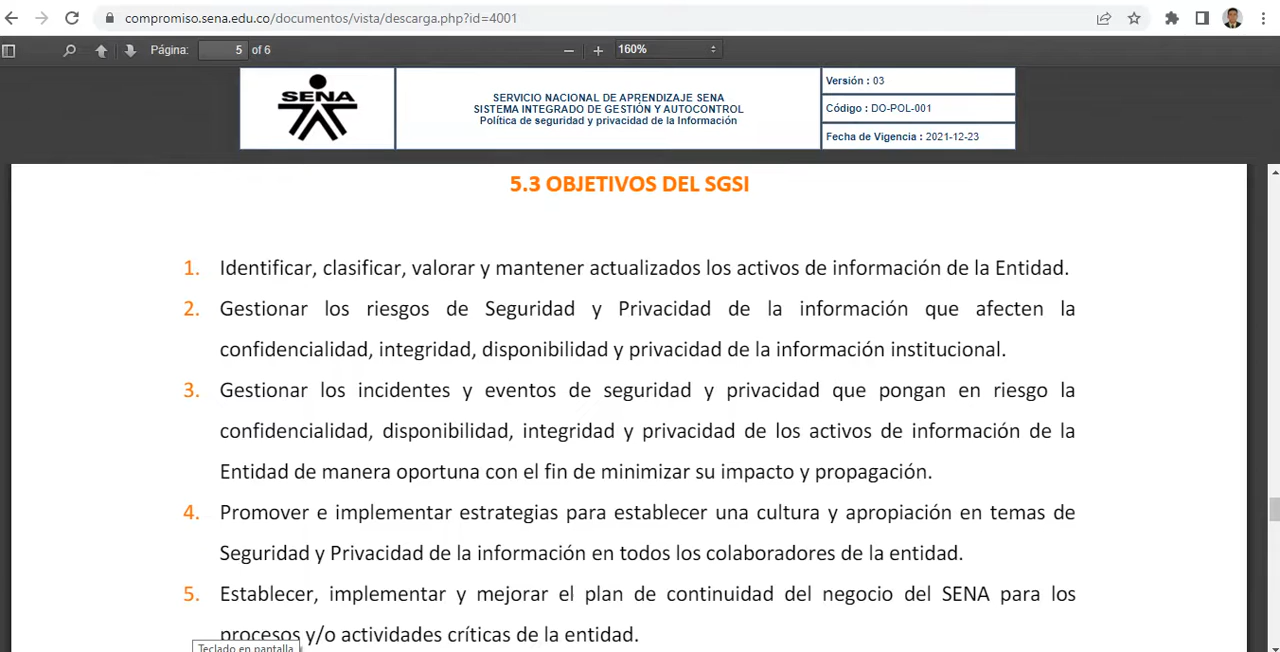 compromiso.sena.edu.co/documentos/vista/descarga.php?id=4001
Página: 5 of 6
160%
SENA
SERVICIO NACIONAL DE APRENDIZAJE SENA
SISTEMA INTEGRADO DE GESTIÓN Y AUTOCONTROL
Política de seguridad y privacidad de la Información
Versión : 03
Código : DO-POL-001
Fecha de Vigencia : 2021-12-23
5.3 OBJETIVOS DEL SGSI
1. Identificar, clasificar, valorar y mantener actualizados los activos de información de la Entidad.
2. Gestionar los riesgos de Seguridad y Privacidad de la información que afecten la
confidencialidad, integridad, disponibilidad y privacidad de la información institucional.
3. Gestionar los incidentes y eventos de seguridad y privacidad que pongan en riesgo la
confidencialidad, disponibilidad, integridad y privacidad de los activos de información de la
Entidad de manera oportuna con el fin de minimizar su impacto y propagación.
4. Promover e implementar estrategias para establecer una cultura y apropiación en temas de
Seguridad y Privacidad de la información en todos los colaboradores de la entidad.
5. Establecer, implementar y mejorar el plan de continuidad del negocio del SENA para los
procesos y/o actividades críticas de la entidad.
Teclado en pantalla